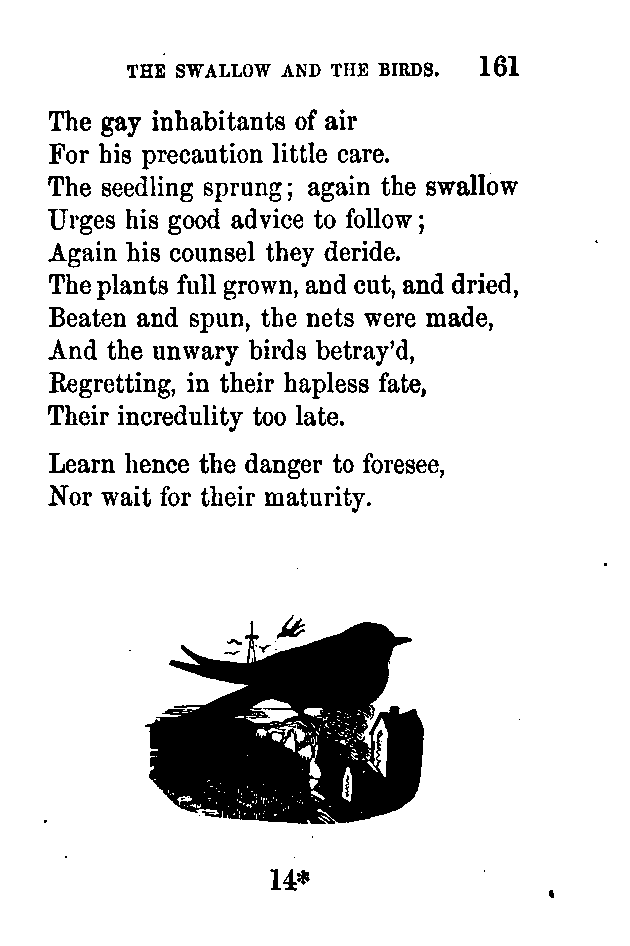 THE SWALLOW AND THE BIRDS. 161
The gay inhabitants of air
For his precaution little care.
The seedling sprung; again the swallow
Urges his good advice to follow;
Again his counsel they deride.
The plants full grown, and cut, and dried,
Beaten and spun, the nets were made,
And the unwary birds betray'd,
Regretting, in their hapless fate,
Their incredulity too late.
Learn hence the danger to foresee,
Nor wait for their maturity.
14*